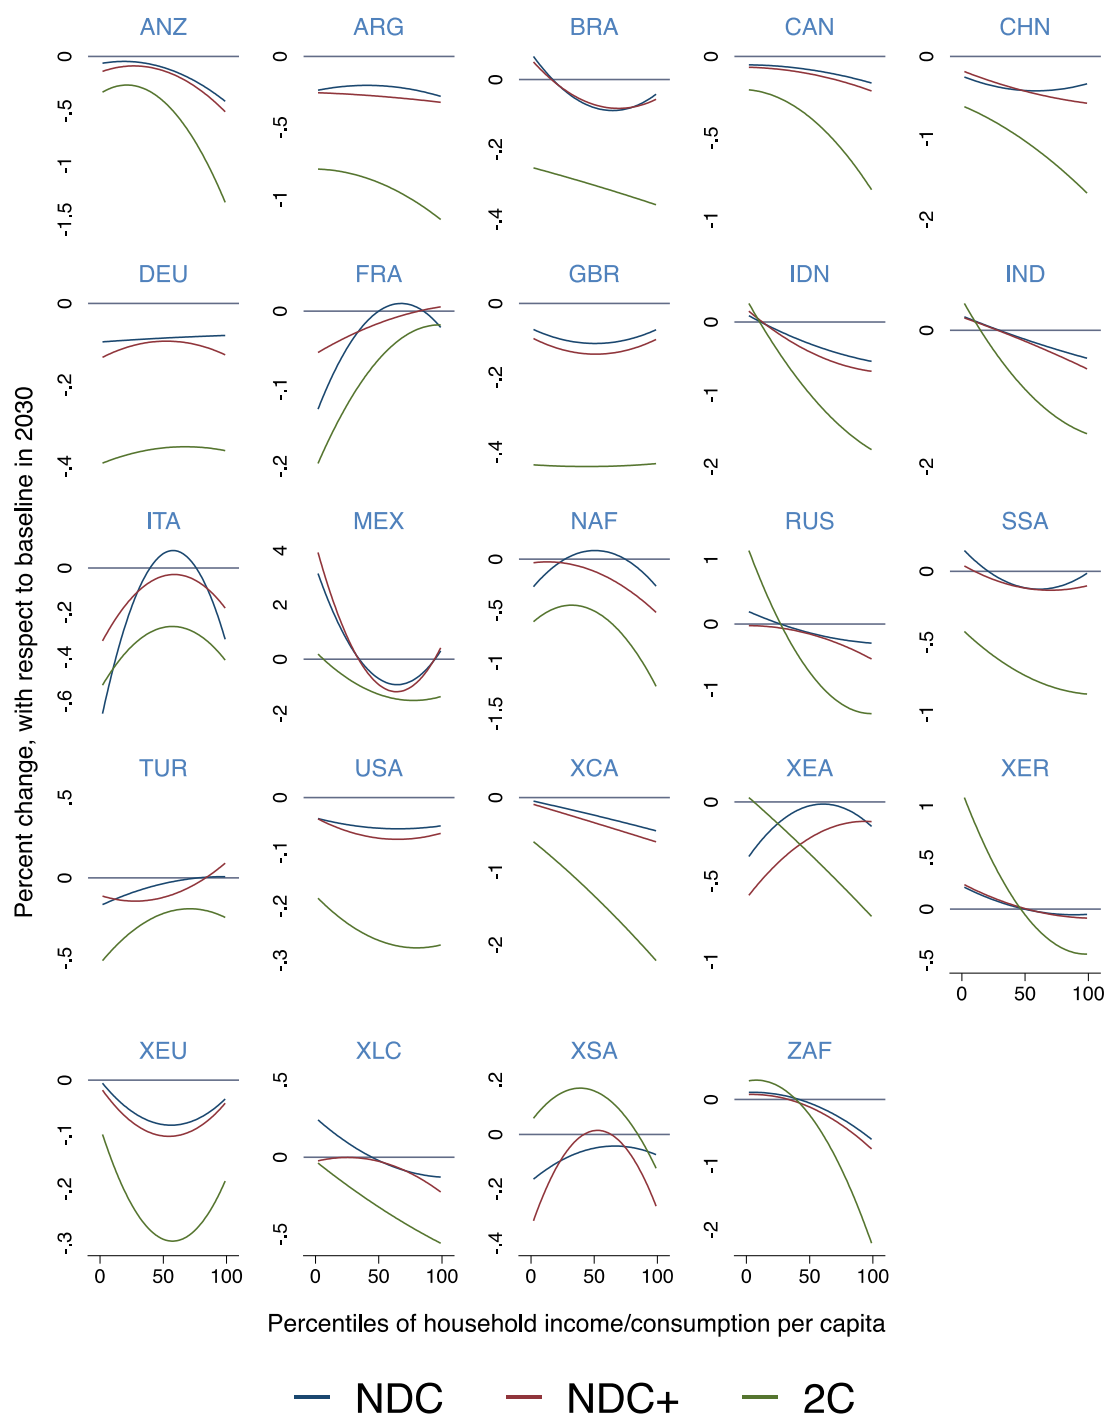 Percent change, with respect to baseline in 2030
ANZ ARG BRA CAN CHN
0 -.5 -1 -1.5
0 -.5 -1
0 -.2 -.4
0 -.5 -1
0 -1 -2
DEU FRA GBR IDN IND
0 -.2 -.4
0 -.1 -.2
0 -.2 -.4
0 -1 -2
0 -2
ITA MEX NAF RUS SSA
0 -.2 -.4 -.6
4 2 0 -2
0 -.5 -1 -1.5
1 0 -1
0 -.5 -1
TUR USA XCA XEA XER
.5 0 -.5
0 -.1 -.2 -.3
0 -1 -2
0 -.5 -1
1 .5 0 -.5
0 50 100
XEU XLC XSA ZAF
0 -.1 -.2 -.3
.5 0 -.5
.2 0 -.2 -.4
0 -1 -2
0 50 100 0 50 100 0 50 100 0 50 100
Percentiles of household income/consumption per capita
NDC NDC+ 2C